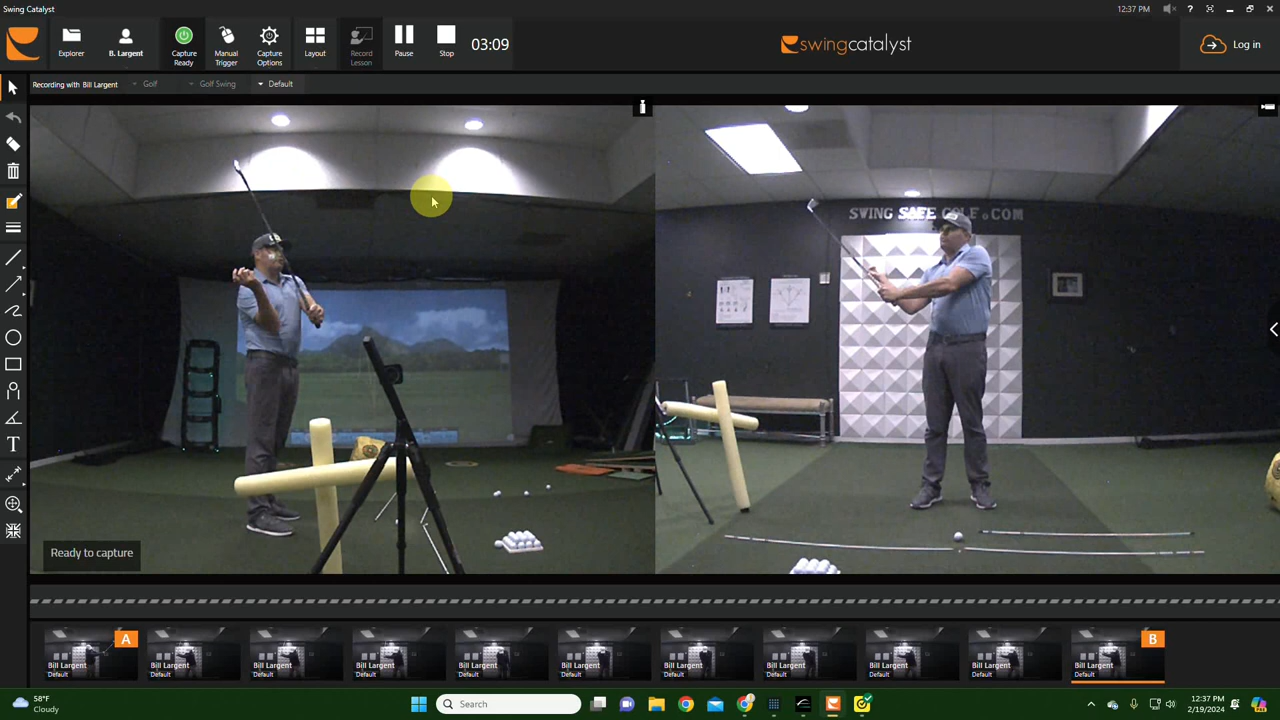 Swing Catalyst
12:37 PM
?
Explorer
B. Largent
Capture
Ready
Manual
Trigger
Capture
Options
Layout
Record
Lesson
Pause
Stop
03:09
swingcatalyst
Log in
Recording with Bill Largent
Golf
Golf Swing
Default
SWING SAFE GOLF.COM
T
Ready to capture
A
Bill Largent
Default
Bill Largent
Default
Bill Largent
Default
Bill Largent
Default
Bill Largent
Default
Bill Largent
Default
Bill Largent
Default
Bill Largent
Default
Bill Largent
Default
Bill Largent
Default
B
Bill Largent
Default
58°F
Cloudy
Search
12:37 PM
2/19/2024